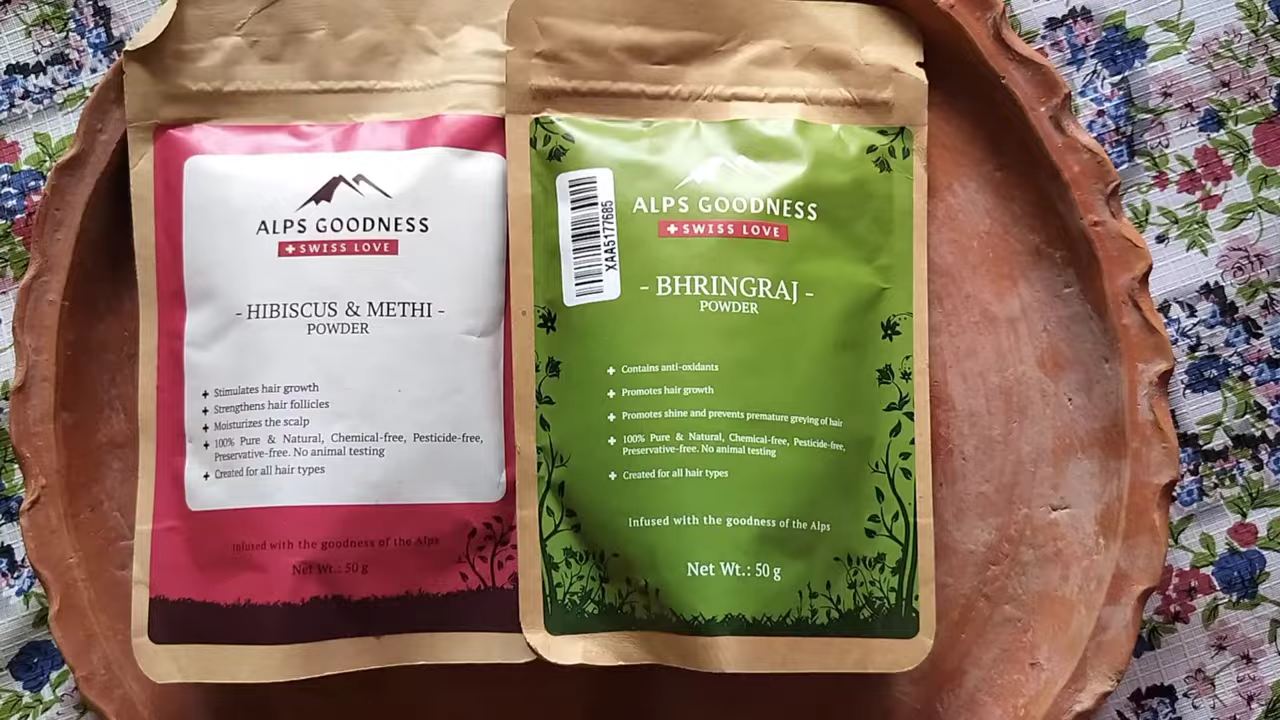 ALPS GOODNESS
SWISS LOVE
- HIBISCUS & METHI -
POWDER
Stimulates hair growth
Strengthens hair follicles
Moisturizes the scalp
100% Pure & Natural, Chemical-free, Pesticide-free,
Preservative-free. No animal testing
Created for all hair types
Infused with the goodness of the Alps
Net Wt.: 50 g
XAA5177685
ALPS GOODNESS
SWISS LOVE
- BHRINGRAJ -
POWDER
Contains anti-oxidants
Promotes hair growth
Promotes shine and prevents premature greying of hair
100% Pure & Natural, Chemical-free, Pesticide-free,
Preservative-free. No animal testing
Created for all hair types
Infused with the goodness of the Alps
Net Wt.: 50 g